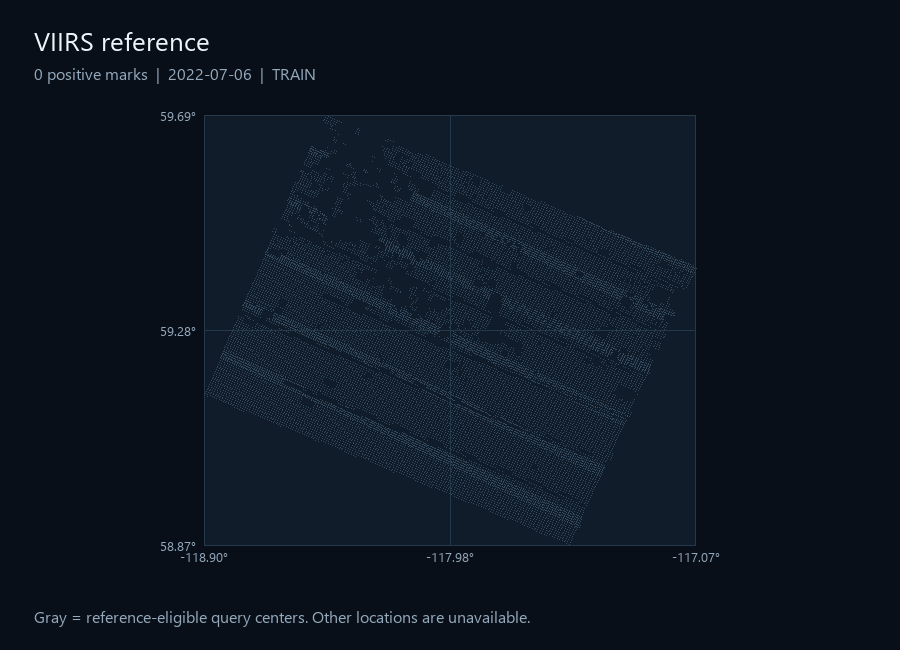 VIIRS reference
0 positive marks | 2022-07-06 | TRAIN
59.69°
59.28°
58.87°
-118.90° -117.98° -117.07°
Gray = reference-eligible query centers. Other locations are unavailable.